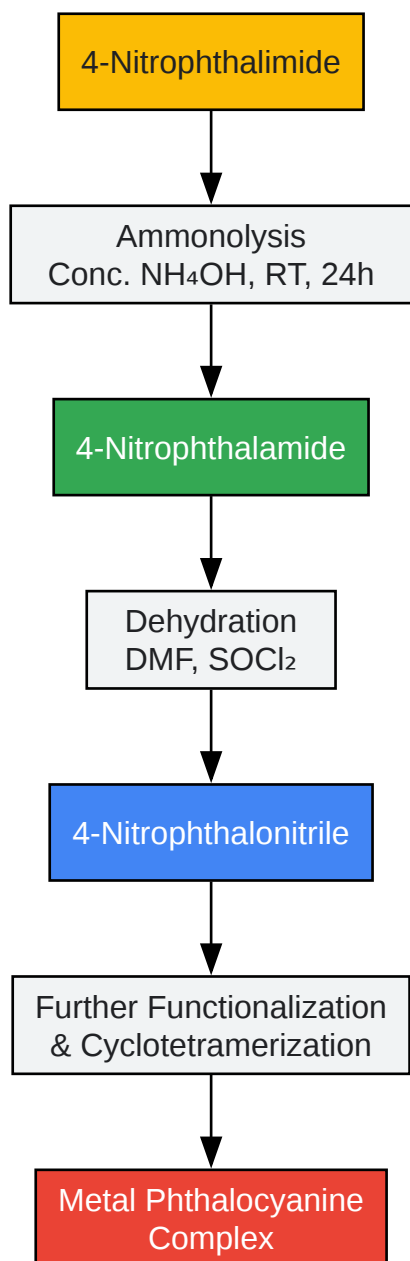 4-Nitrophthalimide
Ammonolysis
Conc. NH₄OH, RT, 24h
4-Nitrophthalamide
Dehydration
DMF, SOCl₂
4-Nitrophthalonitrile
Further Functionalization
& Cyclotetramerization
Metal Phthalocyanine
Complex